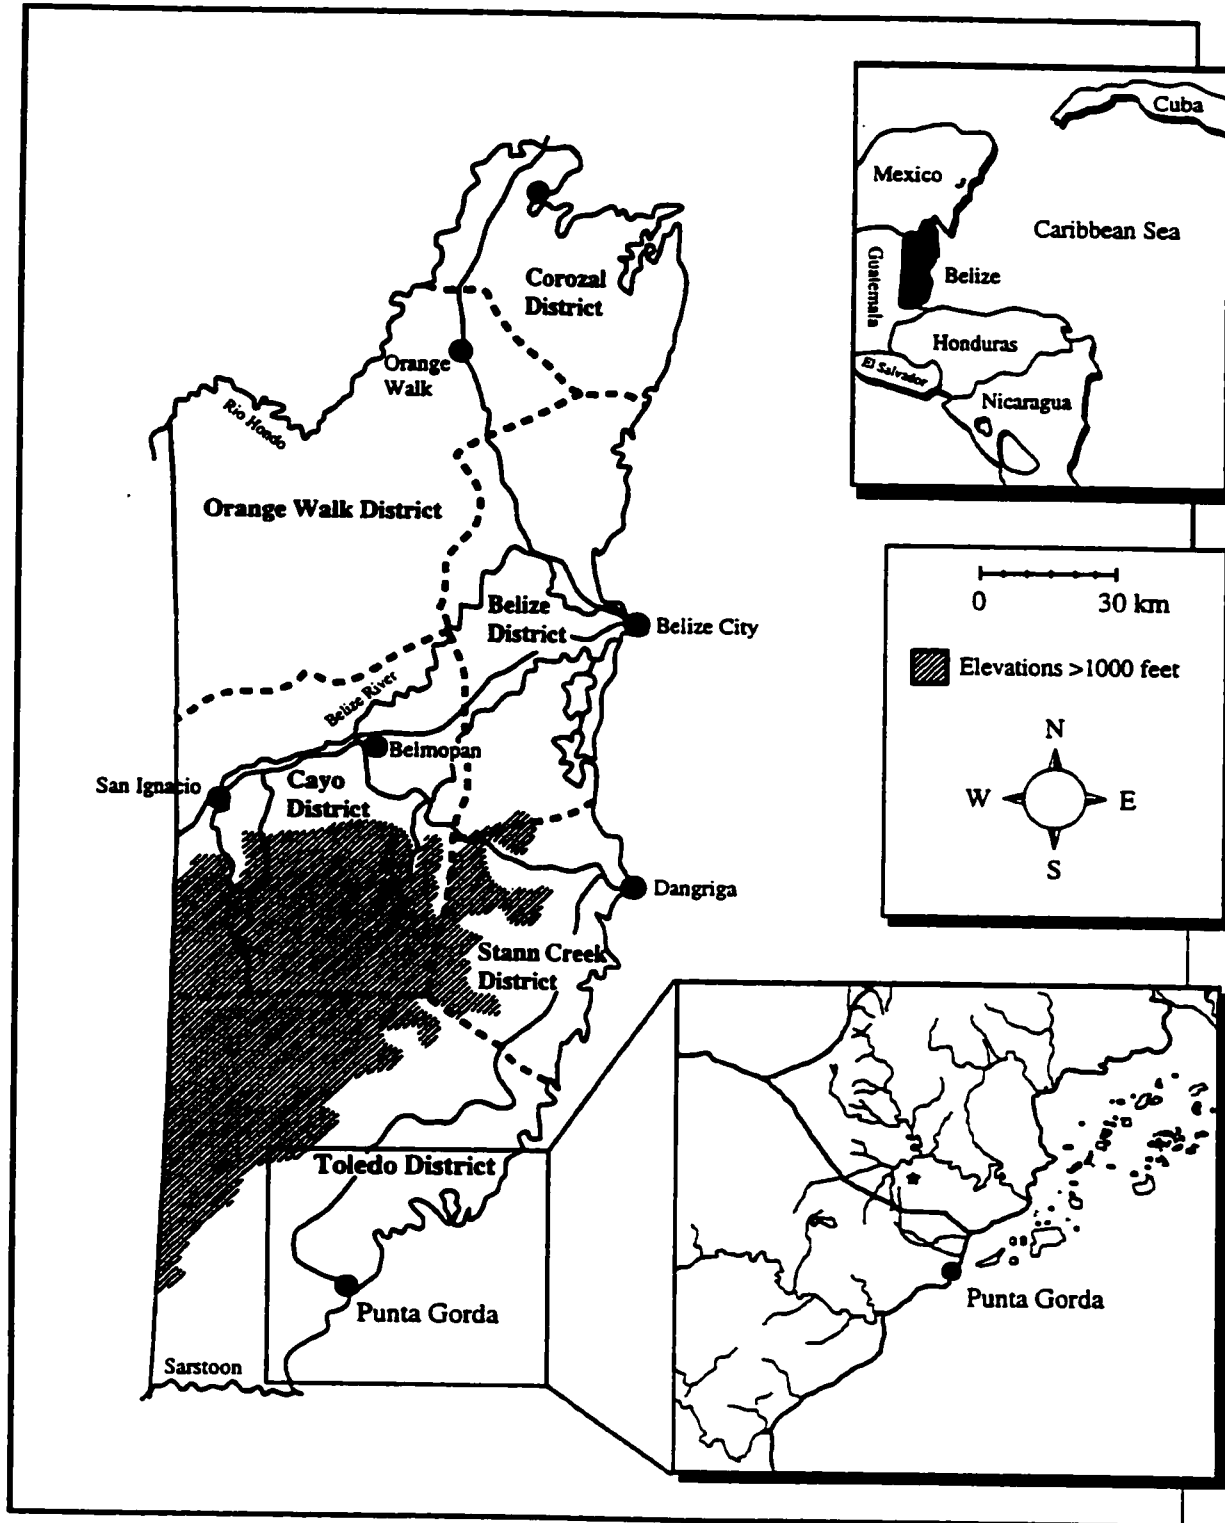 Cuba
Mexico
Caribbean Sea
Guatemala
Belize
Honduras
El Salvador
Nicaragua
Corozal
District
Orange
Walk
Rio Hondo
Orange Walk District
Belize
District
Belize City
0 30 km
Elevations >1000 feet
N
W E
S
Belize River
Belmopan
San Ignacio
Cayo
District
Dangriga
Stann Creek
District
Toledo District
Punta Gorda
Sarstoon
Punta Gorda